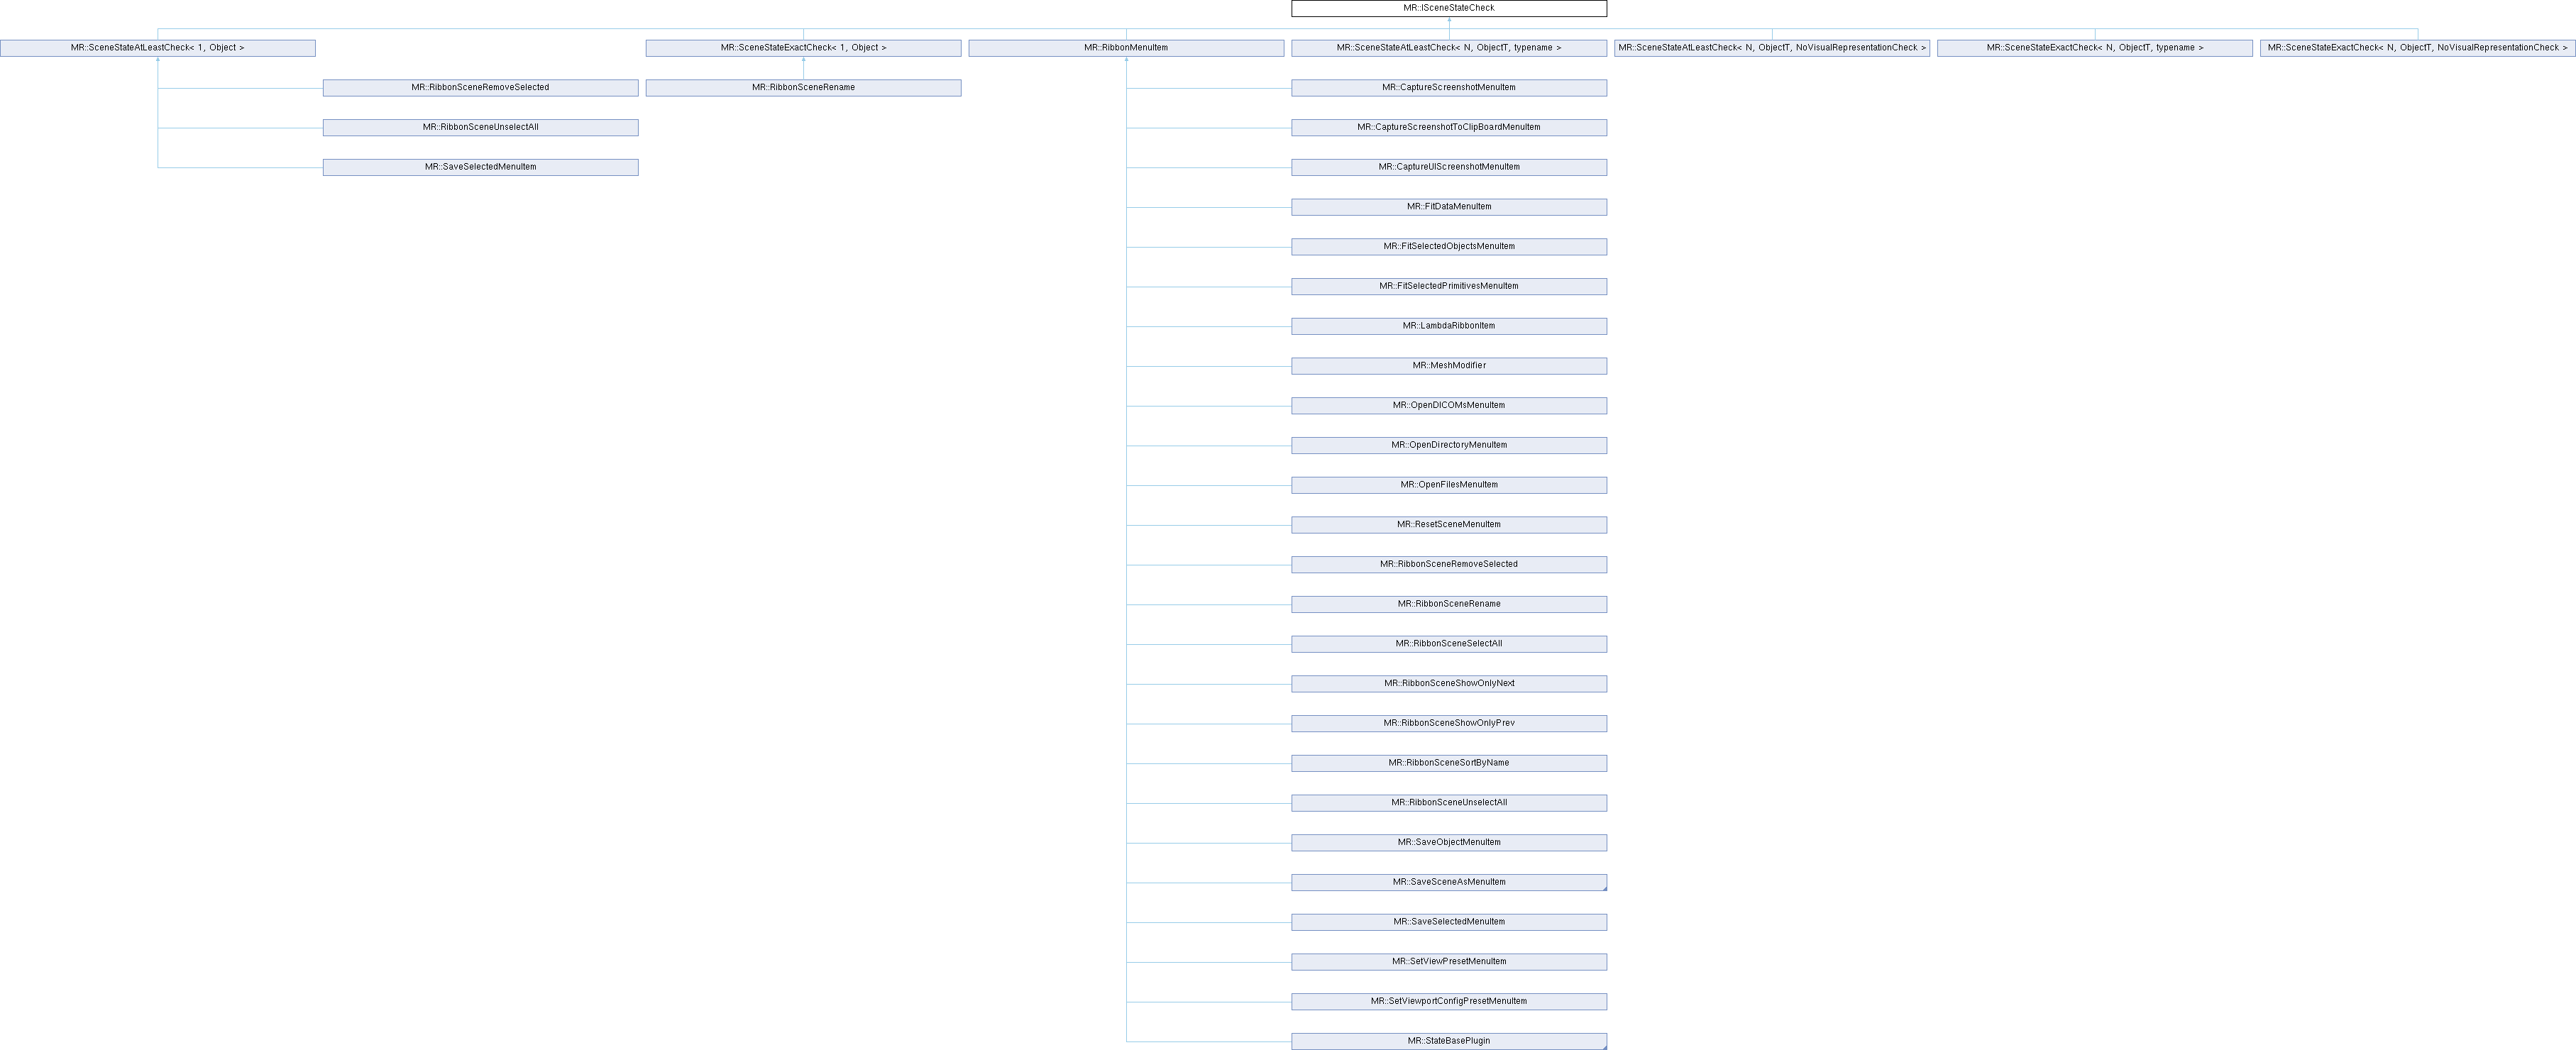 MR::ISceneStateCheck
MR::SceneStateAtLeastCheck< 1, Object >
MR::SceneStateExactCheck< 1, Object >
MR::RibbonMenuItem
MR::SceneStateAtLeastCheck< N, ObjectT, typename >
MR::SceneStateAtLeastCheck< N, ObjectT, NoVisualRepresentationCheck >
MR::SceneStateExactCheck< N, ObjectT, typename >
MR::SceneStateExactCheck< N, ObjectT, NoVisualRepresentationCheck >
MR::RibbonSceneRemoveSelected
MR::RibbonSceneRename
MR::CaptureScreenshotMenuItem
MR::RibbonSceneUnselectAll
MR::CaptureScreenshotToClipBoardMenuItem
MR::SaveSelectedMenuItem
MR::CaptureUIScreenshotMenuItem
MR::FitDataMenuItem
MR::FitSelectedObjectsMenuItem
MR::FitSelectedPrimitivesMenuItem
MR::LambdaRibbonItem
MR::MeshModifier
MR::OpenDICOMsMenuItem
MR::OpenDirectoryMenuItem
MR::OpenFilesMenuItem
MR::ResetSceneMenuItem
MR::RibbonSceneRemoveSelected
MR::RibbonSceneRename
MR::RibbonSceneSelectAll
MR::RibbonSceneShowOnlyNext
MR::RibbonSceneShowOnlyPrev
MR::RibbonSceneSortByName
MR::RibbonSceneUnselectAll
MR::SaveObjectMenuItem
MR::SaveSceneAsMenuItem
MR::SaveSelectedMenuItem
MR::SetViewPresetMenuItem
MR::SetViewportConfigPresetMenuItem
MR::StateBasePlugin